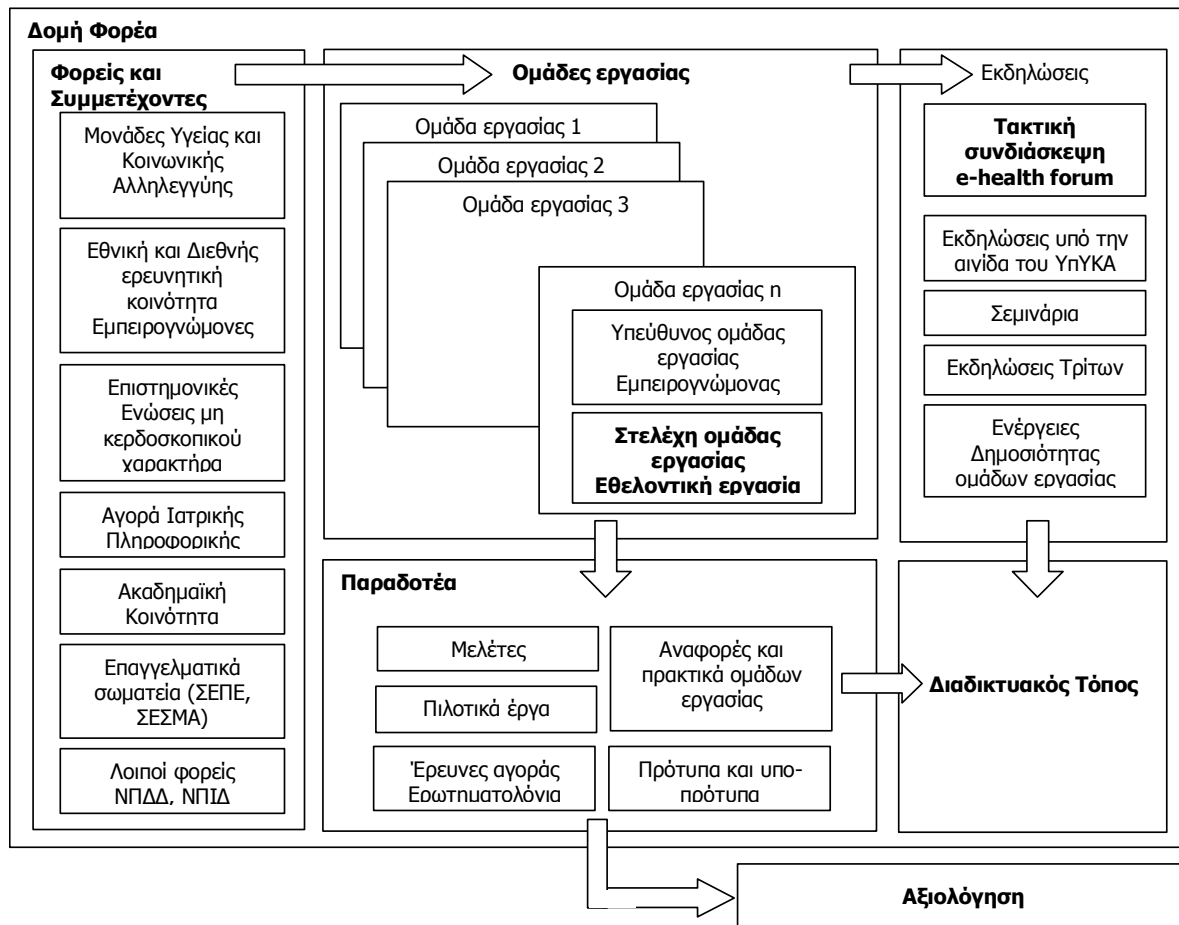 Δομή Φορέα
Φορείς και
Συμμετέχοντες
Μονάδες Υγείας και
Κοινωνικής
Αλληλεγγύης
Εθνική και Διεθνής
ερευνητική
κοινότητα
Εμπειρογνώμονες
Επιστημονικές
Ενώσεις μη
κερδοσκοπικού
χαρακτήρα
Αγορά Ιατρικής
Πληροφορικής
Ακαδημαϊκή
Κοινότητα
Επαγγελματικά
σωματεία (ΣΕΠΕ,
ΣΕΣΜΑ)
Λοιποί φορείς
ΝΠΔΔ, ΝΠΙΔ
Ομάδες εργασίας
Ομάδα εργασίας 1
Ομάδα εργασίας 2
Ομάδα εργασίας 3
Ομάδα εργασίας n
Υπεύθυνος ομάδας
εργασίας
Εμπειρογνώμονας
Στελέχη ομάδας
εργασίας
Εθελοντική εργασία
Εκδηλώσεις
Τακτική
συνδιάσκεψη
e-health forum
Εκδηλώσεις υπό την
αιγίδα του ΥπΥΚΑ
Σεμινάρια
Εκδηλώσεις Τρίτων
Ενέργειες
Δημοσιότητας
ομάδων εργασίας
Παραδοτέα
Μελέτες
Πιλοτικά έργα
Έρευνες αγοράς
Ερωτηματολόγια
Αναφορές και
πρακτικά ομάδων
εργασίας
Πρότυπα και υπο-
πρότυπα
Διαδικτυακός Τόπος
Αξιολόγηση